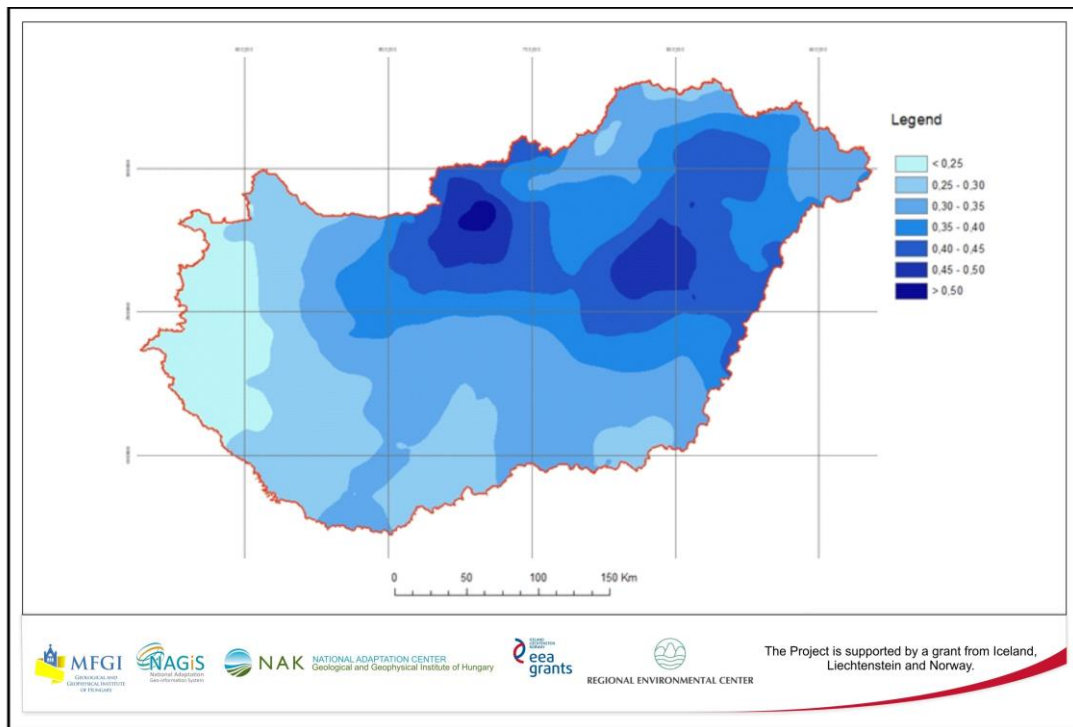 Legend
< 0,25
0,25 - 0,30
0,30 - 0,35
0,35 - 0,40
0,40 - 0,45
0,45 - 0,50
> 0,50
0 50 100 150 Km
MFGI
GEOLOGICAL AND
GEOPHYSICAL INSTITUTE
OF HUNGARY
NAGiS
National Adaptation
Geo-information System
NAK
NATIONAL ADAPTATION CENTER
Geological and Geophysical Institute of Hungary
ICELAND
LIECHTENSTEIN
NORWAY
eea
grants
REGIONAL ENVIRONMENTAL CENTER
The Project is supported by a grant from Iceland,
Liechtenstein and Norway.